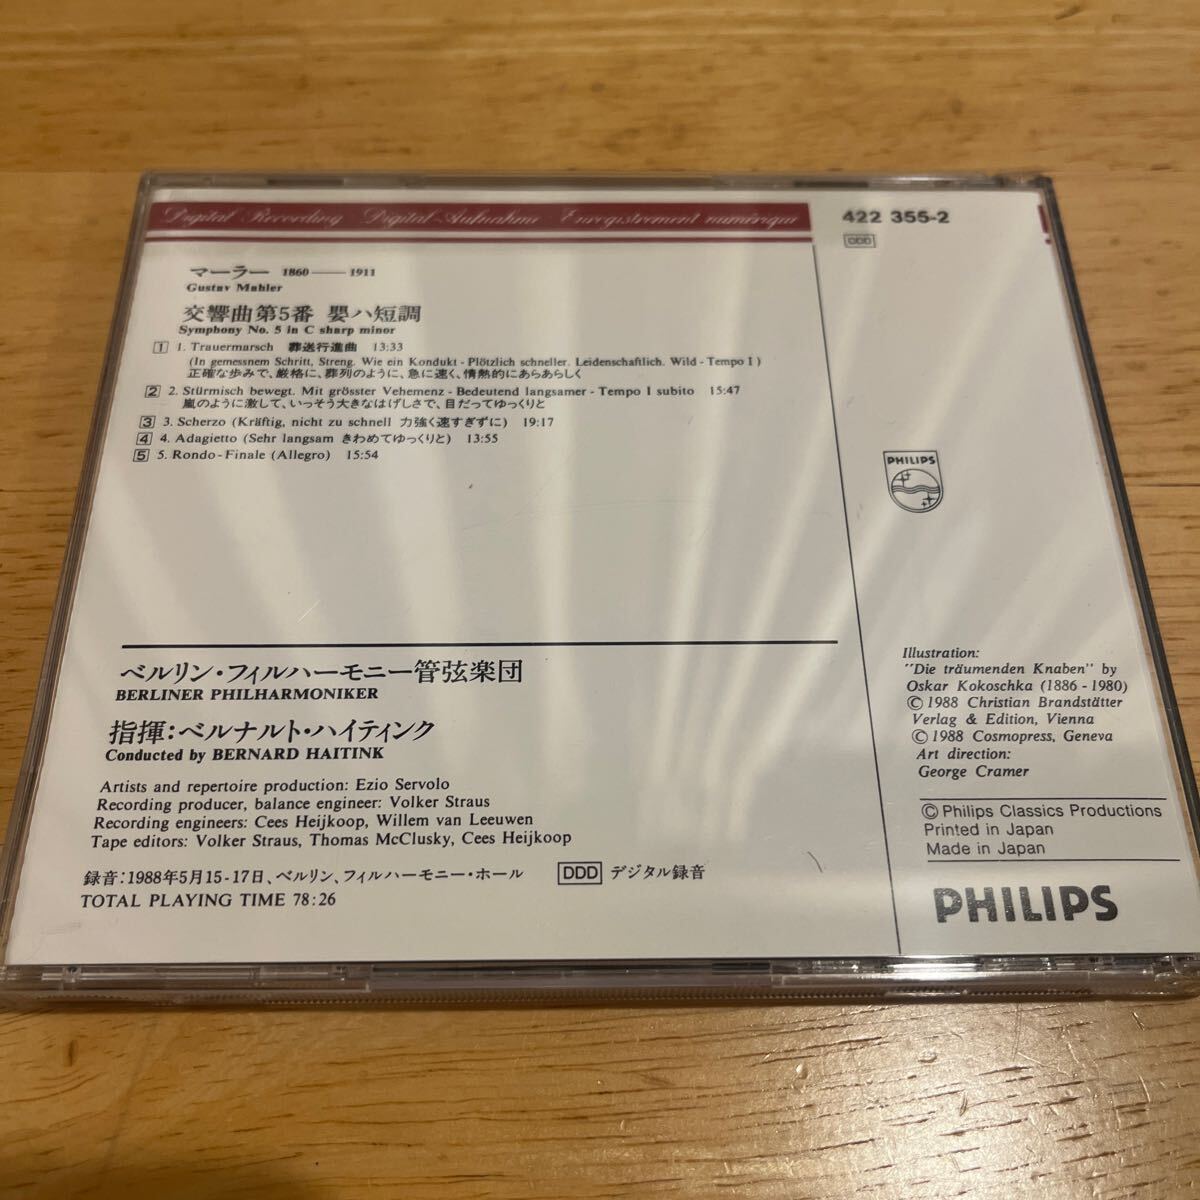 Digital Recording · Digital-Aufnahme · Enregistrement numérique
422 355-2
DDD
マーラー 1860——1911
Gustav Mahler
交響曲第5番 嬰ハ短調
Symphony No. 5 in C sharp minor
1 1. Trauermarsch 葬送行進曲 13:33
(In gemessnem Schritt, Streng. Wie ein Kondukt - Plötzlich schneller. Leidenschaftlich. Wild - Tempo I)
正確な歩みで、厳格に、葬列のように、急に速く、情熱的にあらあらしく
2 2. Stürmisch bewegt. Mit grösster Vehemenz - Bedeutend langsamer - Tempo I subito 15:47
嵐のように激して、いっそう大きなはげしさで、目だってゆっくりと
3 3. Scherzo (Kräftig, nicht zu schnell 力強く速すぎずに) 19:17
4 4. Adagietto (Sehr langsam きわめてゆっくりと) 13:55
5 5. Rondo-Finale (Allegro) 15:54
PHILIPS
ベルリン・フィルハーモニー管弦楽団
BERLINER PHILHARMONIKER
指揮:ベルナルト・ハイティンク
Conducted by BERNARD HAITINK
Artists and repertoire production: Ezio Servolo
Recording producer, balance engineer: Volker Straus
Recording engineers: Cees Heijkoop, Willem van Leeuwen
Tape editors: Volker Straus, Thomas McClusky, Cees Heijkoop
録音:1988年5月15-17日、ベルリン、フィルハーモニー・ホール DDD デジタル録音
TOTAL PLAYING TIME 78:26
Illustration:
"Die träumenden Knaben" by
Oskar Kokoschka (1886-1980)
© 1988 Christian Brandstätter
Verlag & Edition, Vienna
© 1988 Cosmopress, Geneva
Art direction:
George Cramer
© Philips Classics Productions
Printed in Japan
Made in Japan
PHILIPS